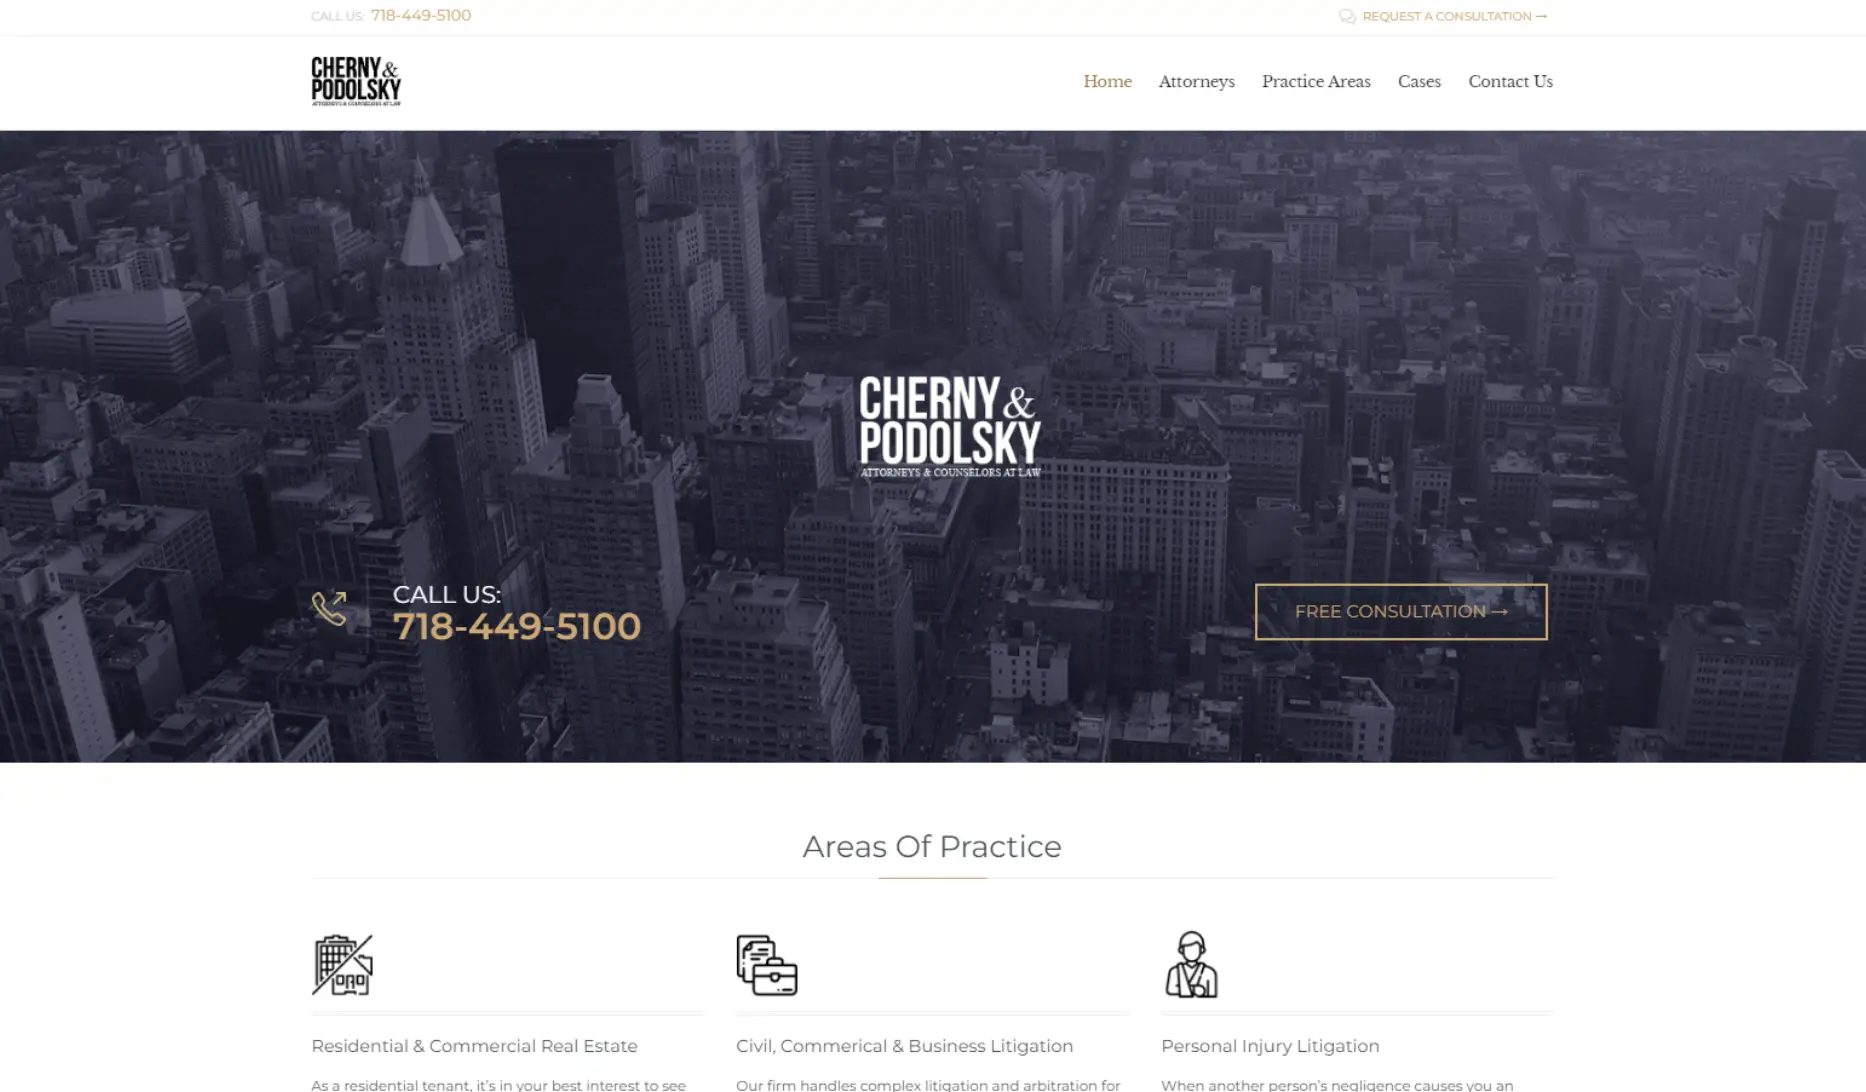 CALL US: 718-449-5100
REQUEST A CONSULTATION →
CHERNY &
PODOLSKY
ATTORNEYS & COUNSELORS AT LAW
Home Attorneys Practice Areas Cases Contact Us
CHERNY &
PODOLSKY
ATTORNEYS & COUNSELORS AT LAW
CALL US:
718-449-5100
FREE CONSULTATION →
Areas Of Practice
Residential & Commercial Real Estate
As a residential tenant, it's in your best interest to see
Civil, Commerical & Business Litigation
Our firm handles complex litigation and arbitration for
Personal Injury Litigation
When another person's negligence causes you an